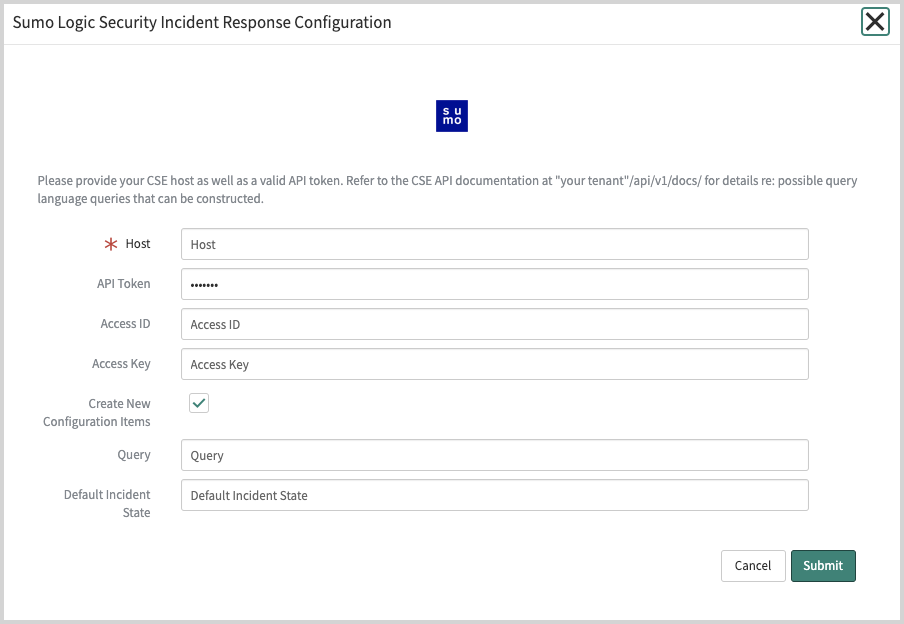 Sumo Logic Security Incident Response Configuration
su
mo
Please provide your CSE host as well as a valid API token. Refer to the CSE API documentation at "your tenant"/api/v1/docs/ for details re: possible query
language queries that can be constructed.
Host
Host
API Token
•••••••
Access ID
Access ID
Access Key
Access Key
Create New
Configuration Items
Query
Query
Default Incident
State
Default Incident State
Cancel
Submit